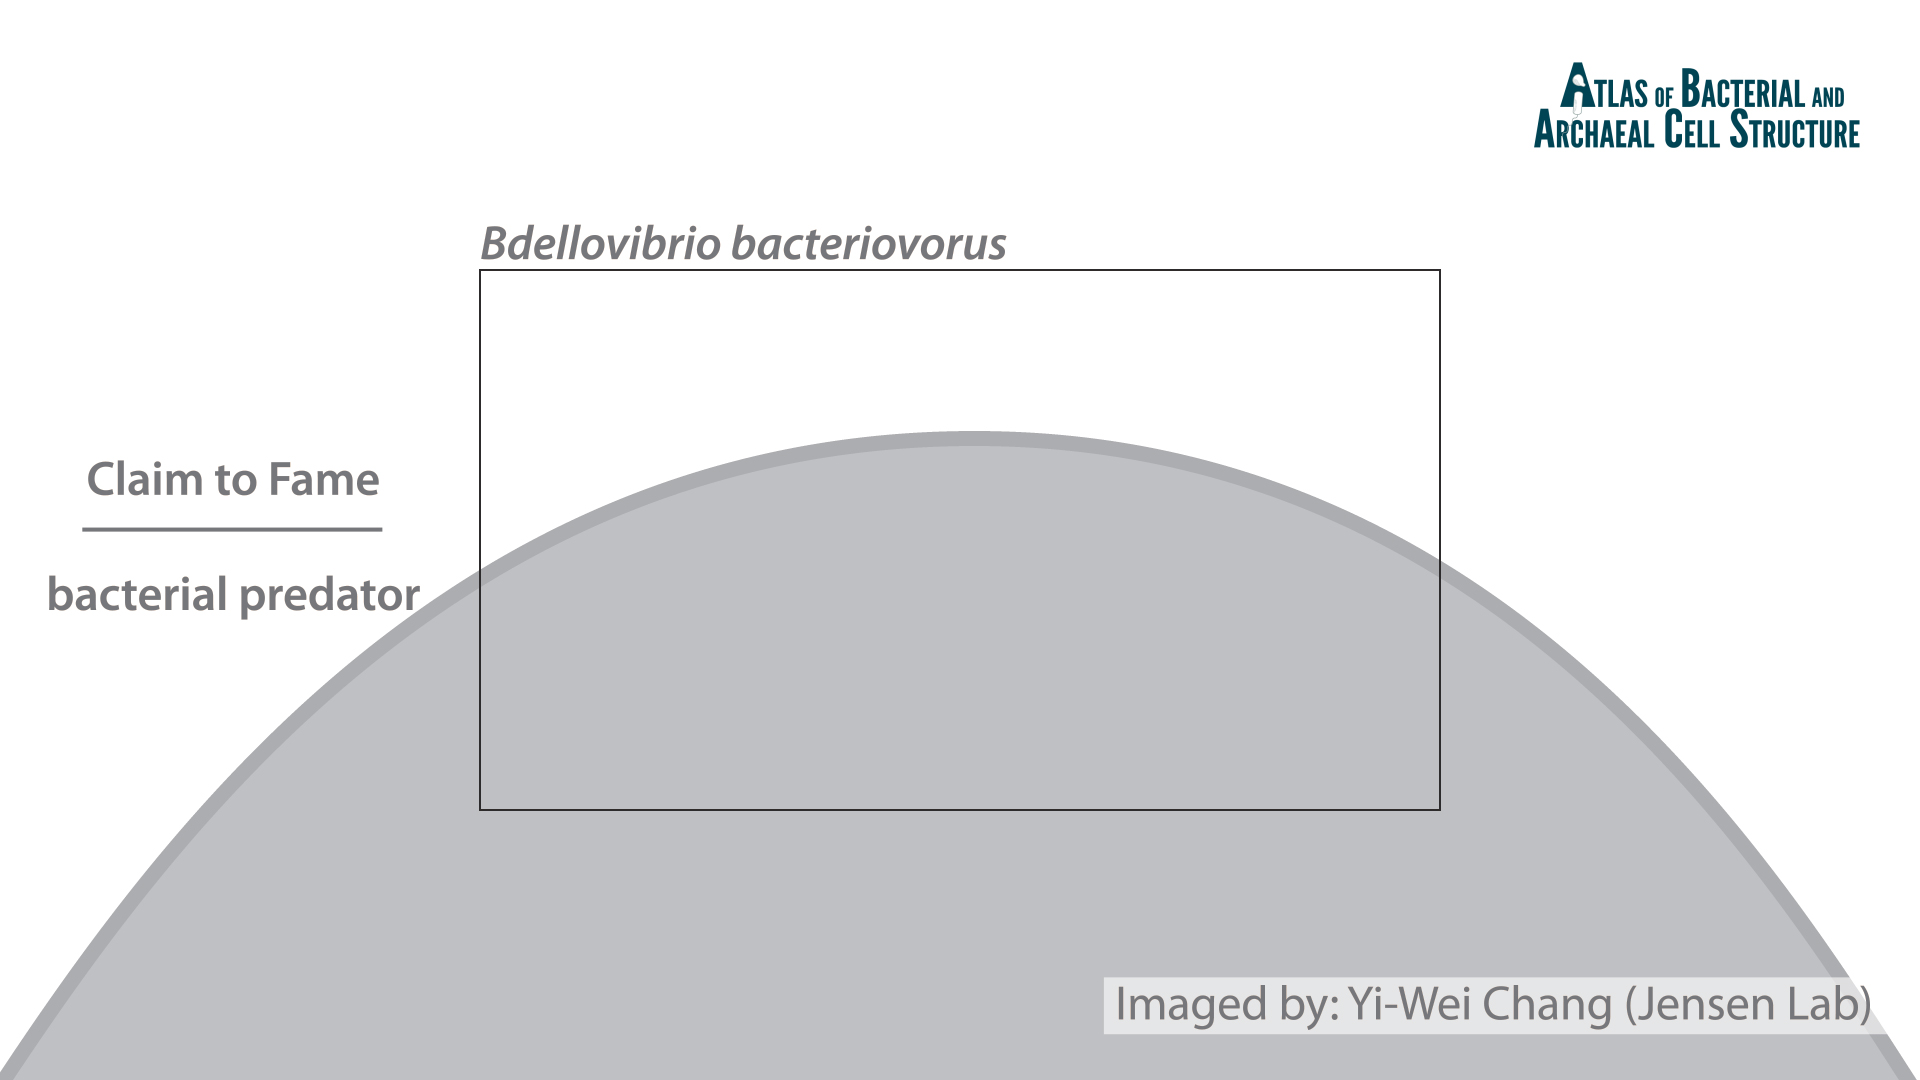 Atlas of Bacterial and
Archaeal Cell Structure
Bdellovibrio bacteriovorus
Claim to Fame
bacterial predator
Imaged by: Yi-Wei Chang (Jensen Lab)